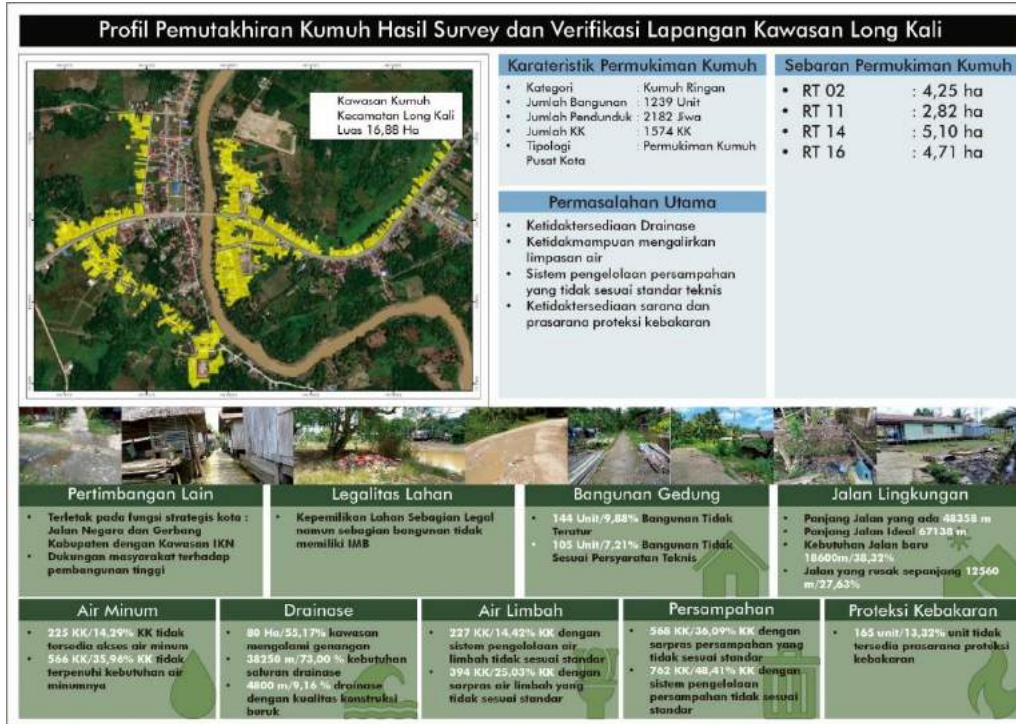 Profil Pemutakhiran Kumuh Hasil Survey dan Verifikasi Lapangan Kawasan Long Kali
Kawasan Kumuh
Kecamatan Long Kali
Luas 16,88 Ha
Karateristik Permukiman Kumuh
• Kategori : Kumuh Ringan
• Jumlah Bangunan : 1239 Unit
• Jumlah Pendunduk : 2182 Jiwa
• Jumlah KK : 1574 KK
• Tipologi : Permukiman Kumuh
Pusat Kota
Sebaran Permukiman Kumuh
• RT 02 : 4,25 ha
• RT 11 : 2,82 ha
• RT 14 : 5,10 ha
• RT 16 : 4,71 ha
Permasalahan Utama
• Ketidaktersediaan Drainase
• Ketidakmampuan mengalirkan
limpasan air
• Sistem pengelolaan persampahan
yang tidak sesuai standar teknis
• Ketidaktersediaan sarana dan
prasarana proteksi kebakaran
Pertimbangan Lain
• Terletak pada fungsi strategis kota :
Jalan Negara dan Gerbang
Kabupaten dengan Kawasan IKN
• Dukungan masyarakat terhadap
pembangunan tinggi
Legalitas Lahan
• Kepemilikan Lahan Sebagian Legal
namun sebagian bangunan tidak
memiliki IMB
Bangunan Gedung
• 144 Unit/9,88% Bangunan Tidak
Teratur
• 105 Unit/7,21% Bangunan Tidak
Sesuai Persyaratan Teknis
Jalan Lingkungan
• Panjang Jalan yang ada 48358 m
Panjang Jalan Ideal 67138 m
• Kebutuhan Jalan baru
18600m/38,32%
• Jalan yang rusak sepanjang 12560
m/27,63%
Air Minum
• 225 KK/14,29% KK tidak
tersedia akses air minum
• 566 KK/35,96% KK tidak
terpenuhi kebutuhan air
minumnya
Drainase
• 80 Ha/55,17% kawasan
mengalami genangan
• 38250 m/73,00 % kebutuhan
saluran drainase
• 4800 m/9,16 % drainase
dengan kualitas konstruksi
buruk
Air Limbah
• 227 KK/14,42% KK dengan
sistem pengelolaan air
limbah tidak sesuai standar
• 394 KK/25,03% KK dengan
sarpras air limbah yang
tidak sesuai standar
Persampahan
• 568 KK/36,09% KK dengan
sarpras persampahan yang
tidak sesuai standar
• 762 KK/48,41% KK dengan
sistem pengelolaan
persampahan tidak sesuai
standar
Proteksi Kebakaran
• 165 unit/13,32% unit tidak
tersedia prasarana proteksi
kebakaran